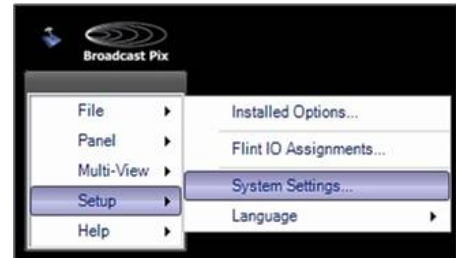 Broadcast Pix
File
Panel
Multi-View
Setup
Help
Installed Options...
Flint IO Assignments...
System Settings...
Language